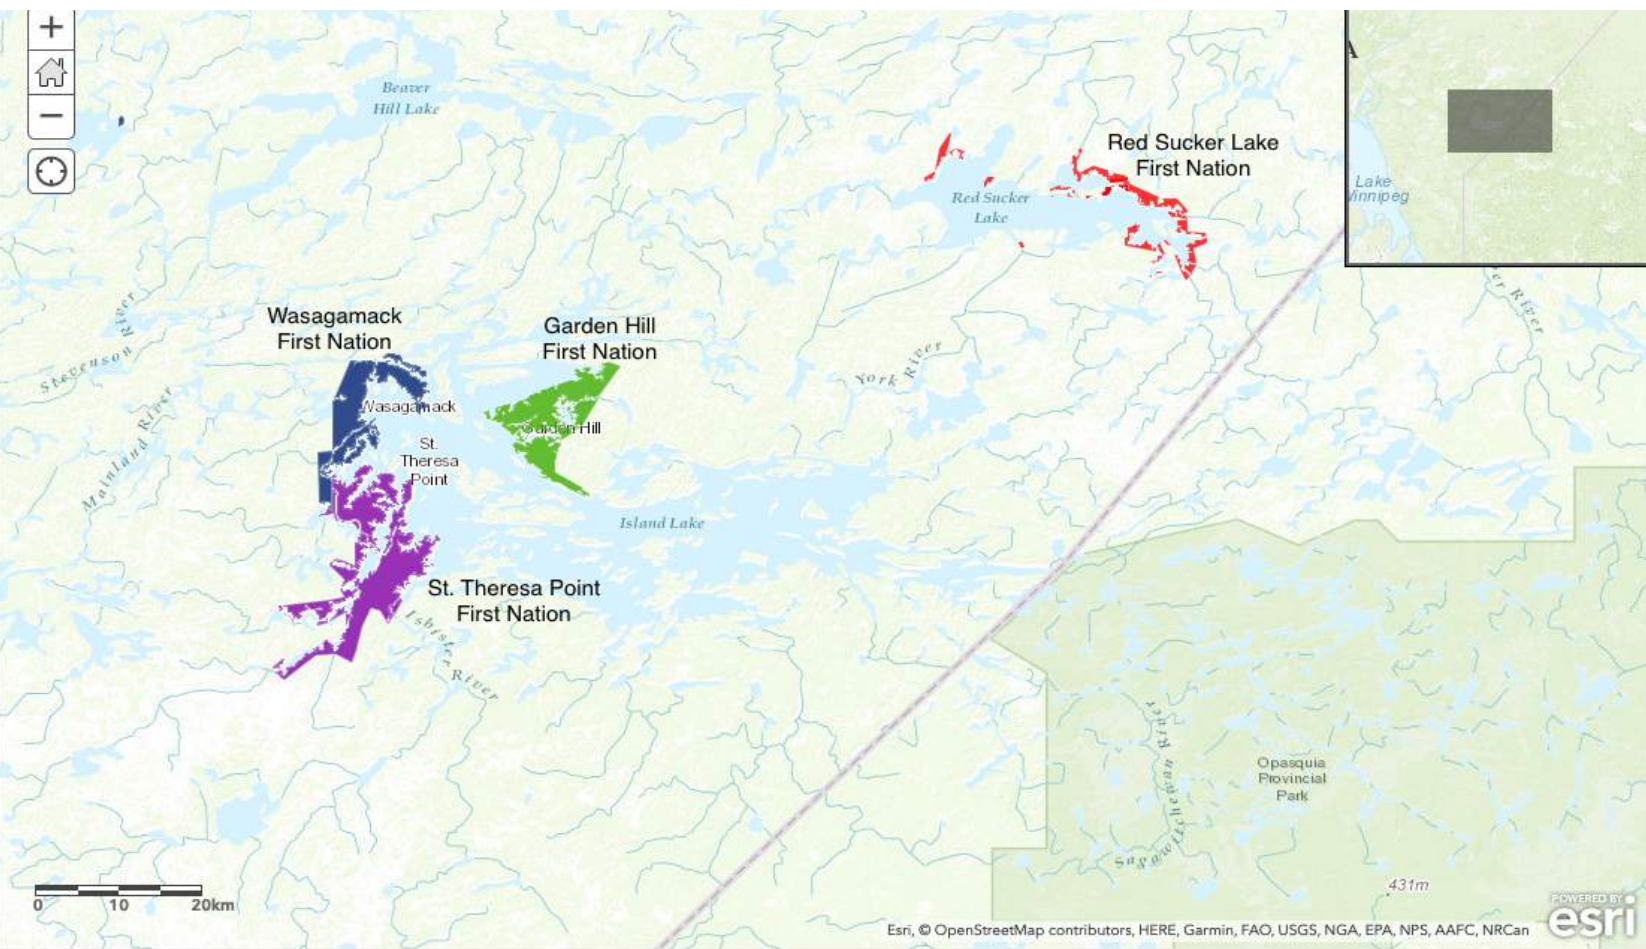 +
−
Beaver
Hill Lake
Red Sucker Lake
First Nation
Red Sucker
Lake
Lake
Winnipeg
er River
Wasagamack
First Nation
Garden Hill
First Nation
Stevenson River
York River
Wasagamack
Garden Hill
St.
Theresa
Point
Mainland River
Island Lake
St. Theresa Point
First Nation
Isbister River
Sagawitchewan River
Opasquia
Provincial
Park
431m
0 10 20km
Esri, © OpenStreetMap contributors, HERE, Garmin, FAO, USGS, NGA, EPA, NPS, AAFC, NRCan
POWERED BY
esri